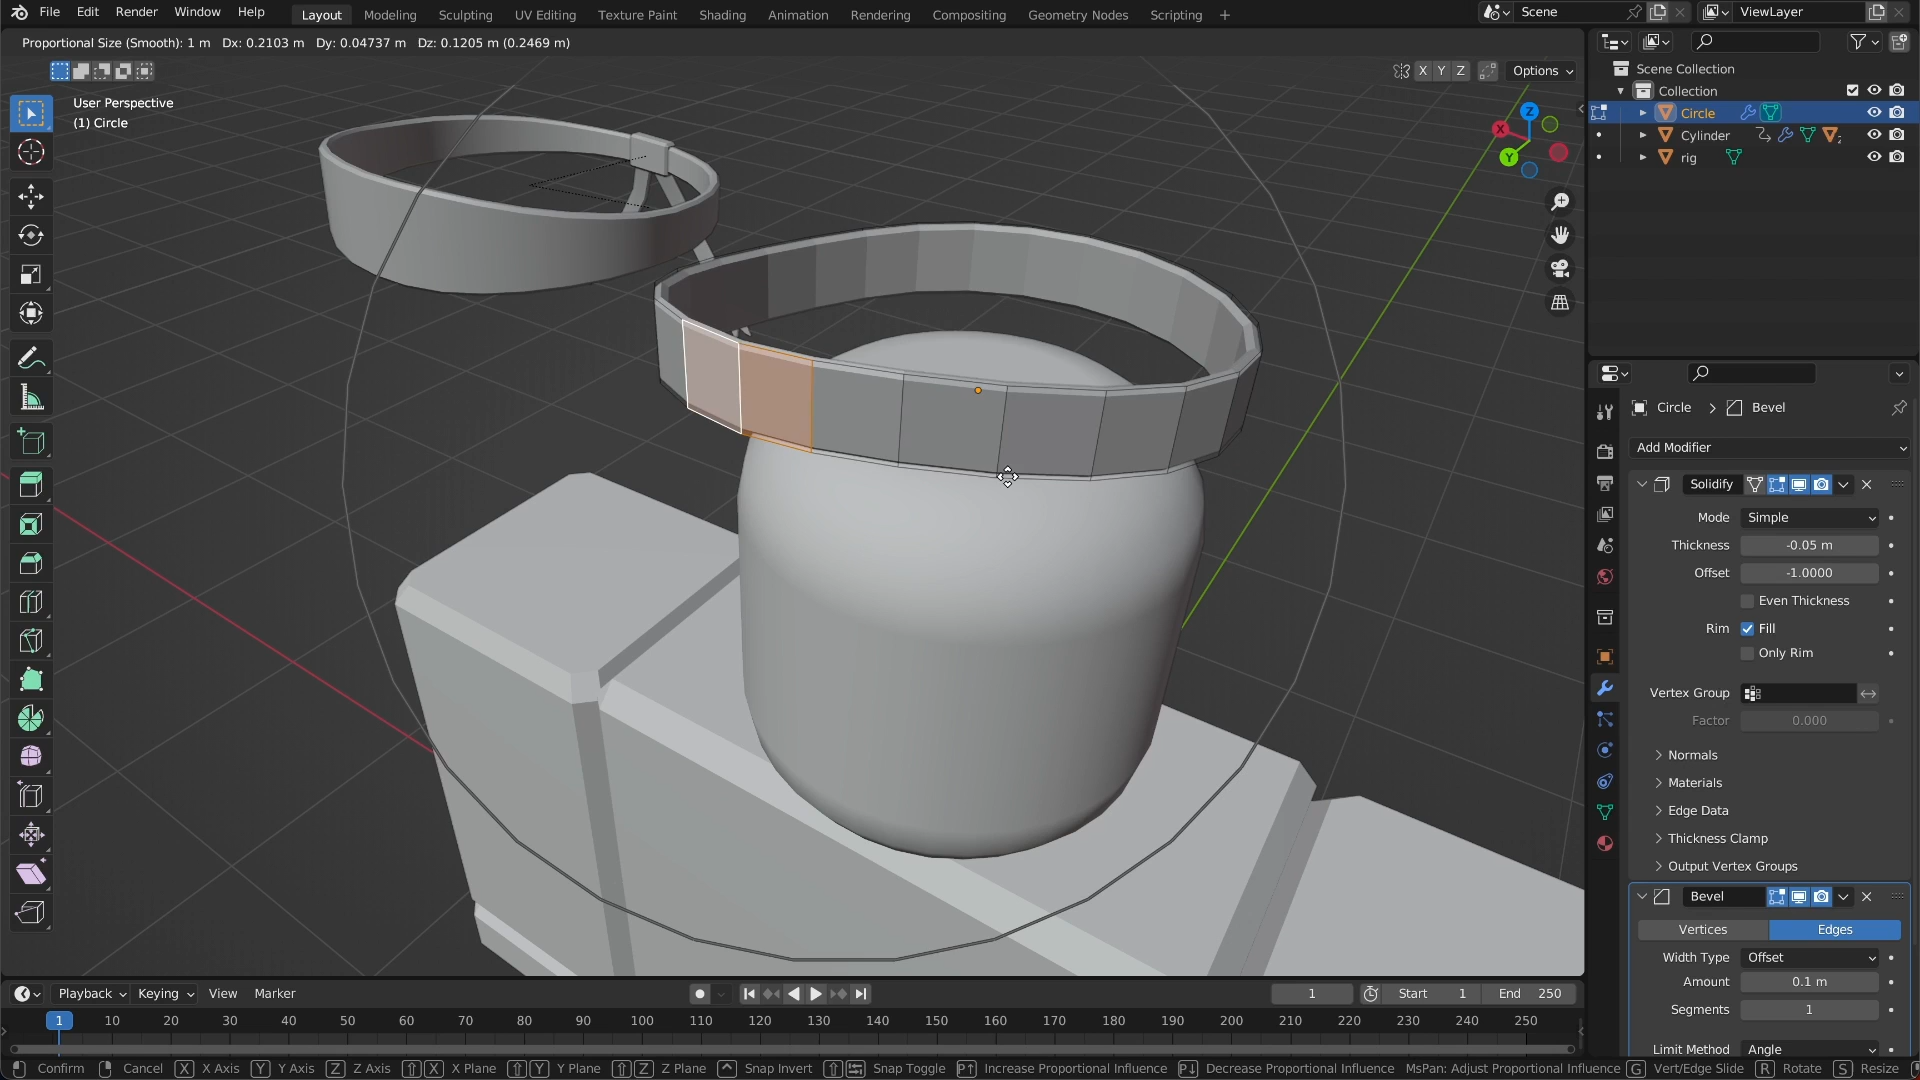 File Edit Render Window Help Layout Modeling Sculpting UV Editing Texture Paint Shading Animation Rendering Compositing Geometry Nodes Scripting + Scene ViewLayer
Proportional Size (Smooth): 1 m Dx: 0.2103 m Dy: 0.04737 m Dz: 0.1205 m (0.2469 m)
X Y Z Options
User Perspective
(1) Circle
Z
X
Y
Scene Collection
Collection
Circle
Cylinder
rig
Circle > Bevel
Add Modifier
Solidify
Mode Simple
Thickness -0.05 m
Offset -1.0000
Even Thickness
Rim Fill
Only Rim
Vertex Group
Factor 0.000
Normals
Materials
Edge Data
Thickness Clamp
Output Vertex Groups
Bevel
Vertices Edges
Width Type Offset
Amount 0.1 m
Segments 1
Limit Method Angle
Playback Keying View Marker 1 Start 1 End 250
1 10 20 30 40 50 60 70 80 90 100 110 120 130 140 150 160 170 180 190 200 210 220 230 240 250
Confirm Cancel X X Axis Y Y Axis Z Z Axis X X Plane Y Y Plane Z Z Plane Snap Invert Snap Toggle P↑ Increase Proportional Influence P↓ Decrease Proportional Influence MsPan: Adjust Proportional Influence G Vert/Edge Slide R Rotate S Resize